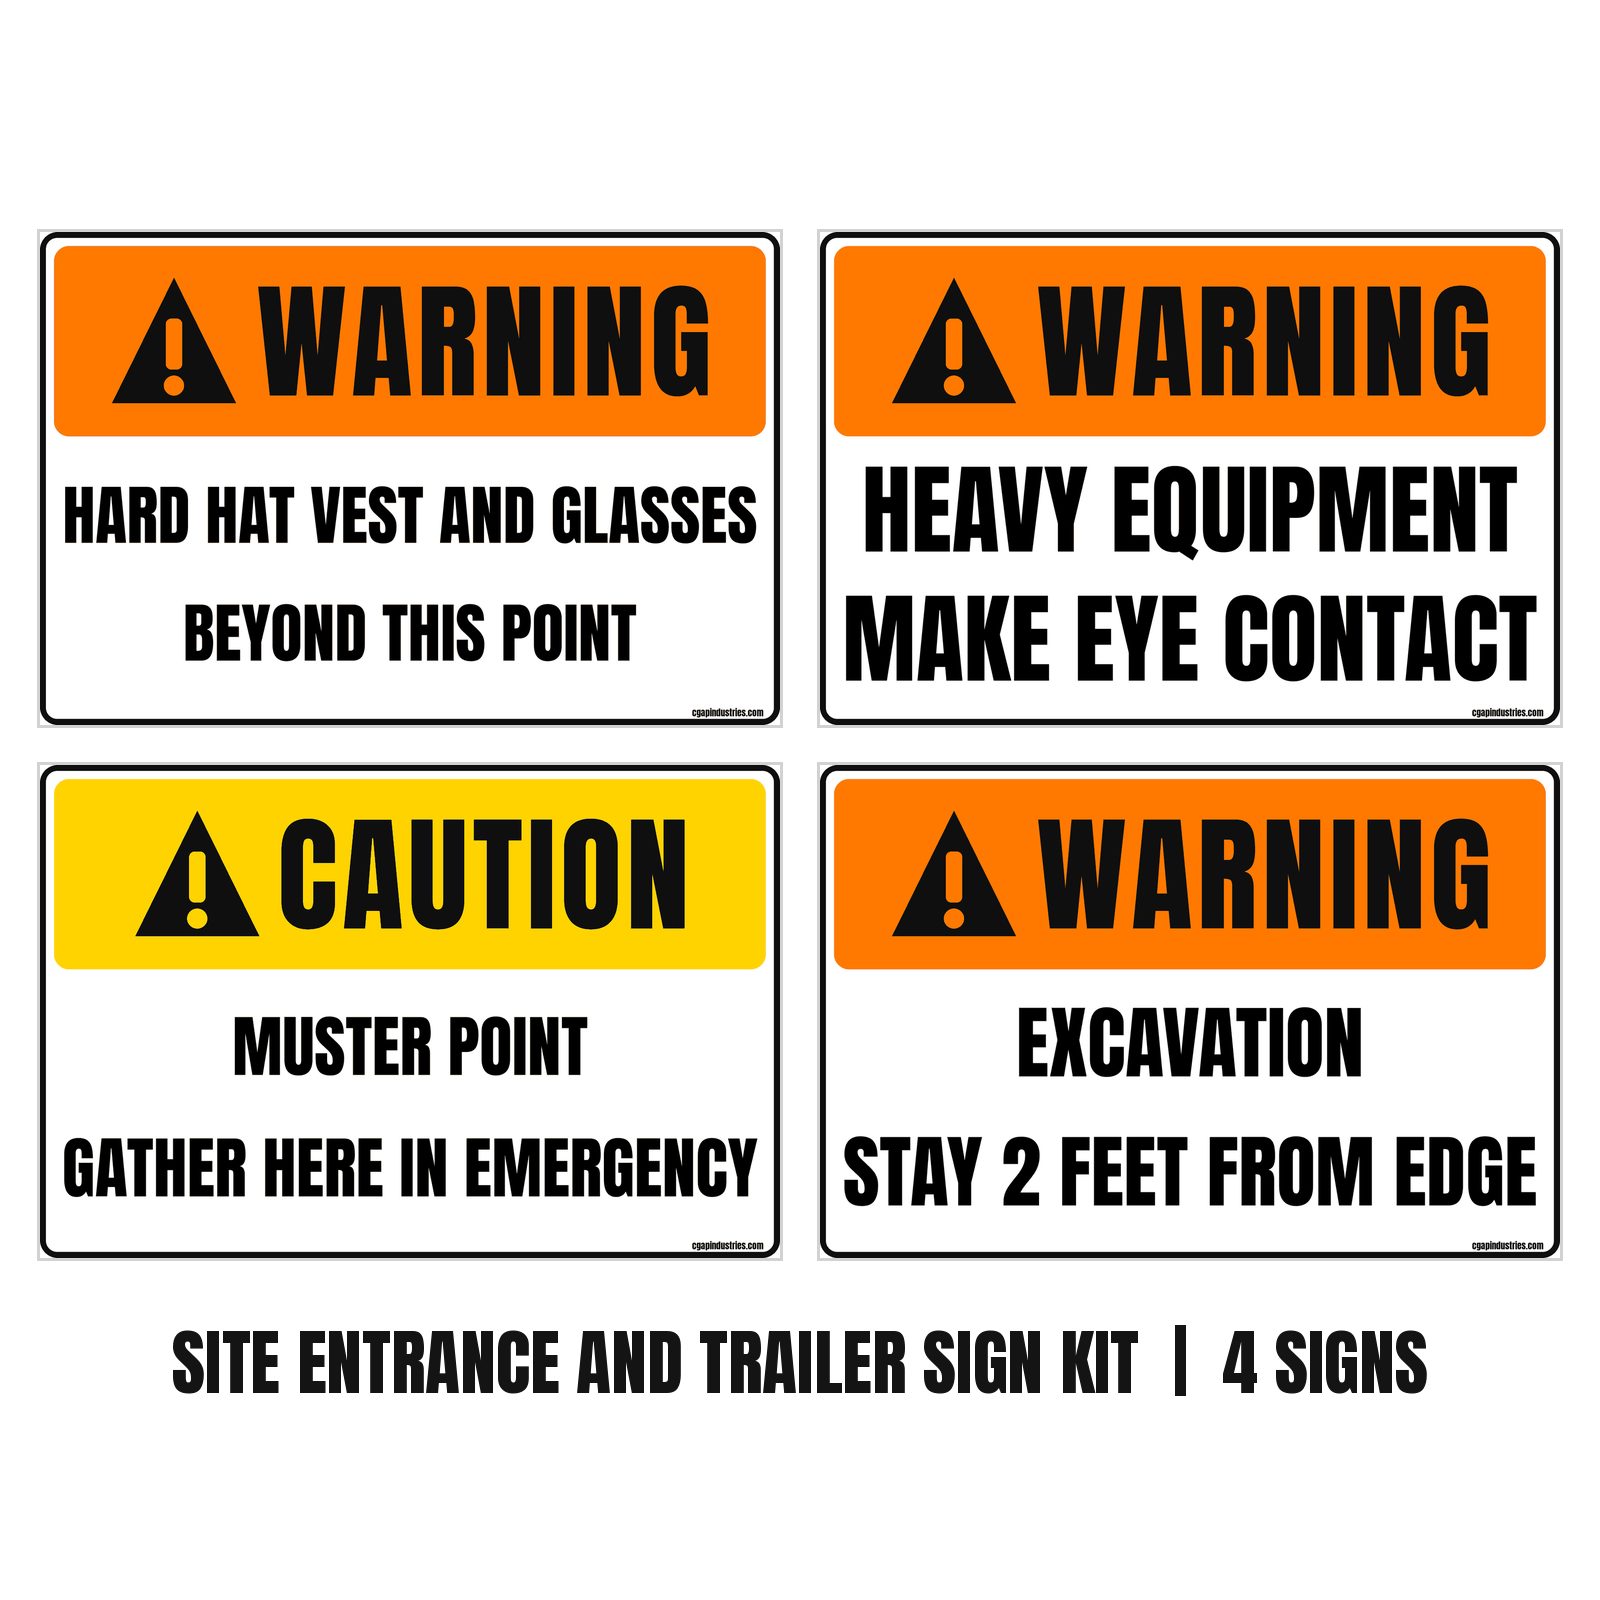 WARNING
HARD HAT VEST AND GLASSES
BEYOND THIS POINT
cgapindustries.com
WARNING
HEAVY EQUIPMENT
MAKE EYE CONTACT
cgapindustries.com
CAUTION
MUSTER POINT
GATHER HERE IN EMERGENCY
cgapindustries.com
WARNING
EXCAVATION
STAY 2 FEET FROM EDGE
cgapindustries.com
SITE ENTRANCE AND TRAILER SIGN KIT | 4 SIGNS